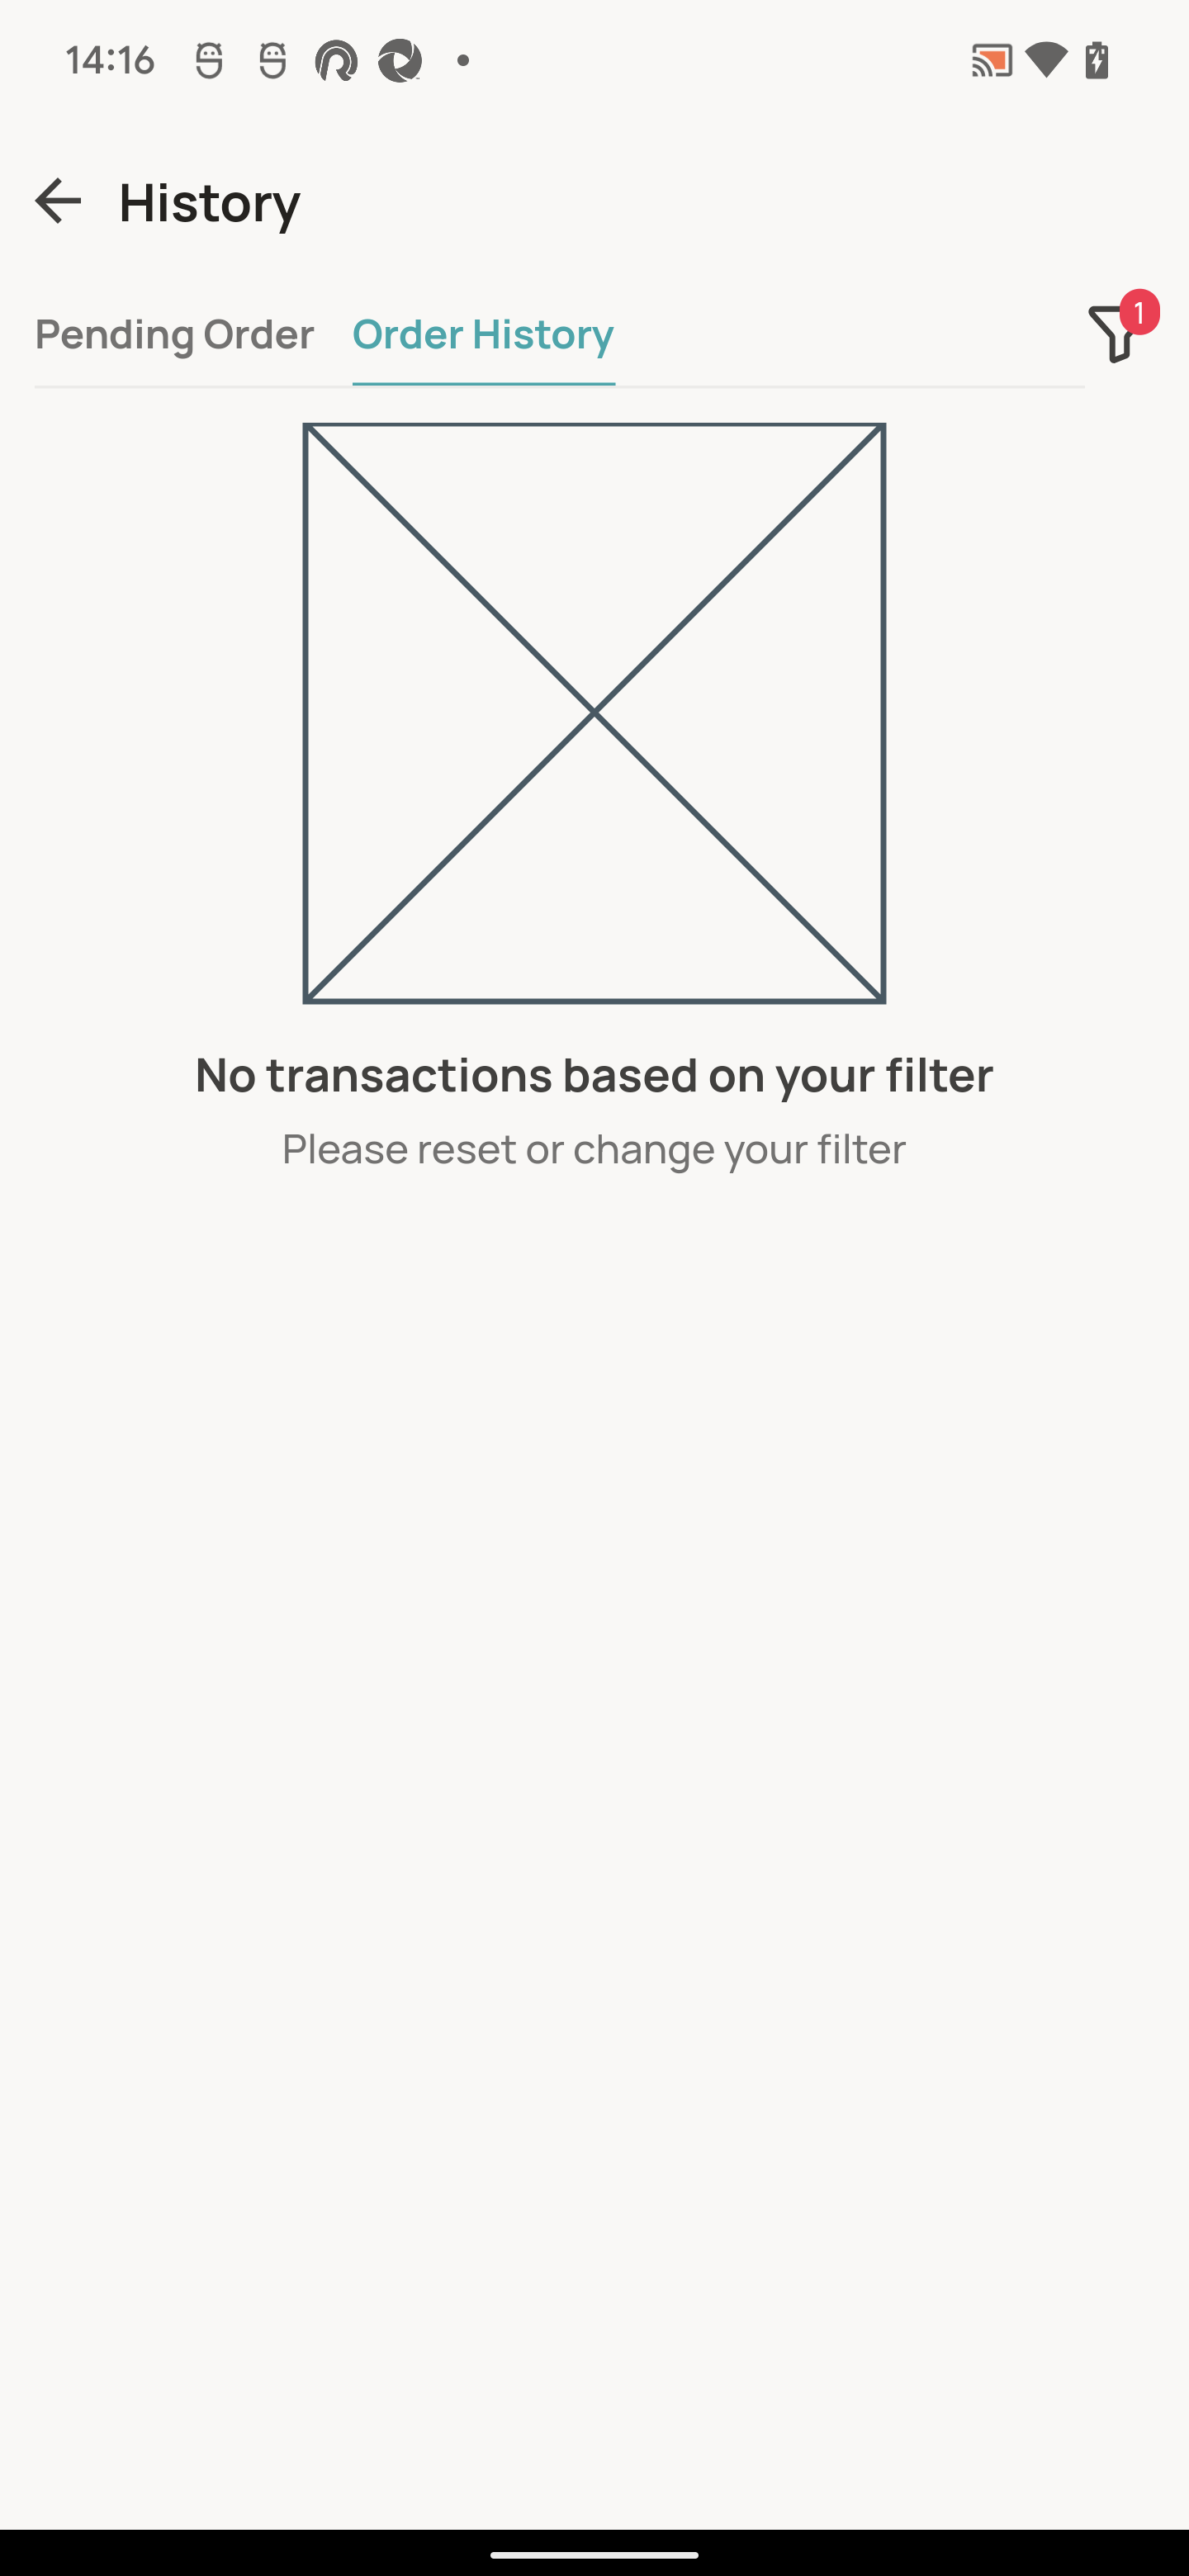 14:16
History
Pending Order
Order History
1
No transactions based on your filter
Please reset or change your filter